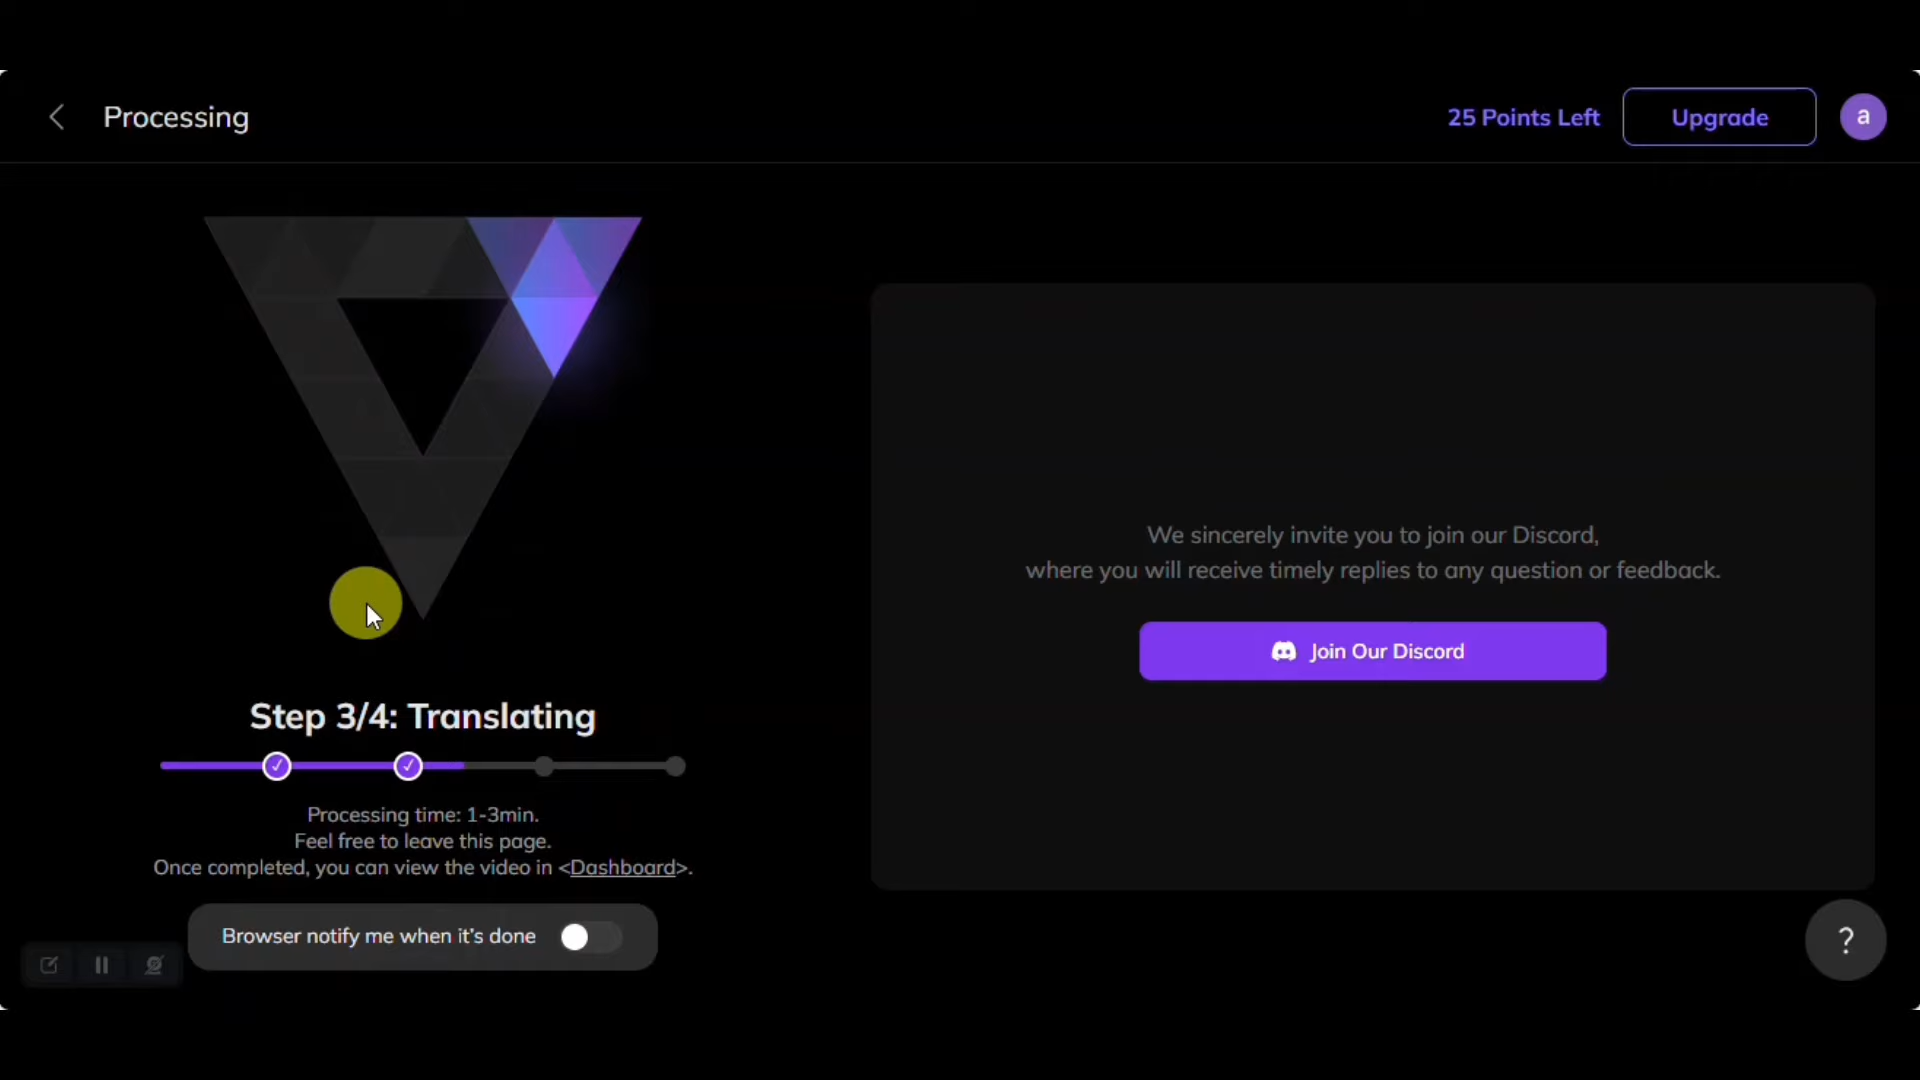 Processing
25 Points Left
Upgrade
a
Step 3/4: Translating
Processing time: 1-3min.
Feel free to leave this page.
Once completed, you can view the video in <Dashboard>.
Browser notify me when it's done
We sincerely invite you to join our Discord,
where you will receive timely replies to any question or feedback.
Join Our Discord
?